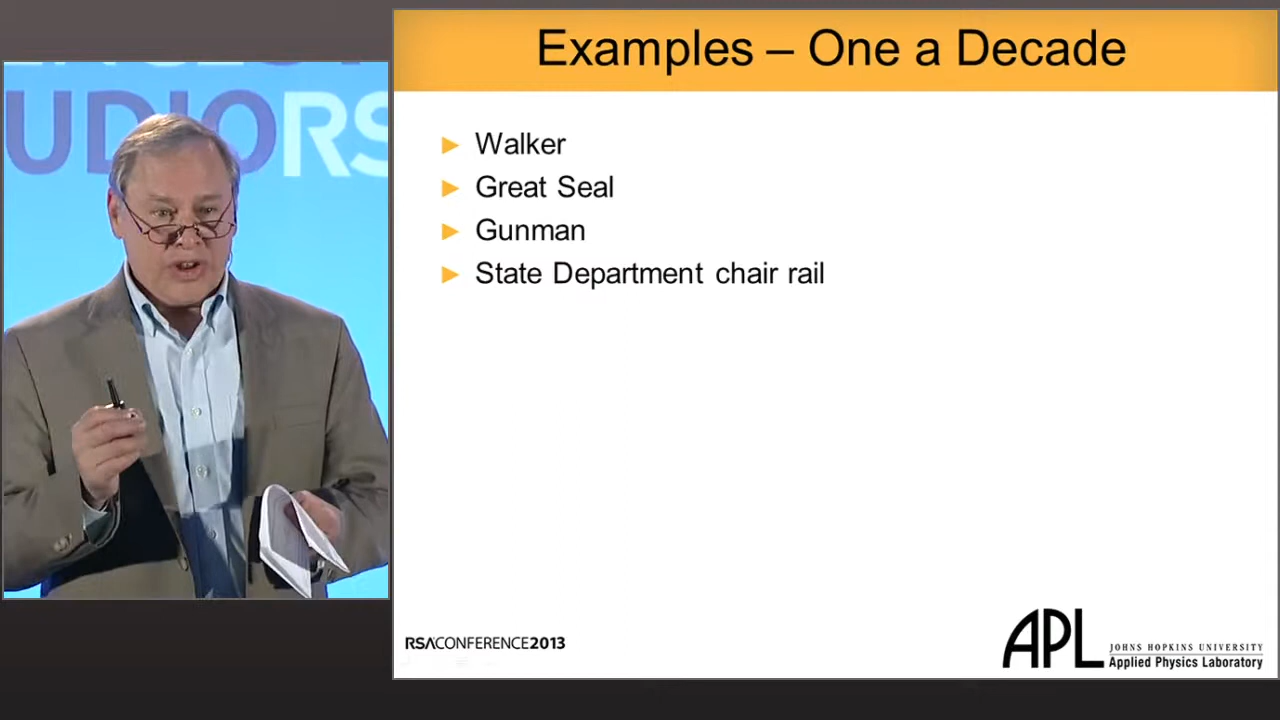 UDIORS
Examples – One a Decade
► Walker
► Great Seal
► Gunman
► State Department chair rail
RSACONFERENCE2013
APL
JOHNS HOPKINS UNIVERSITY
Applied Physics Laboratory